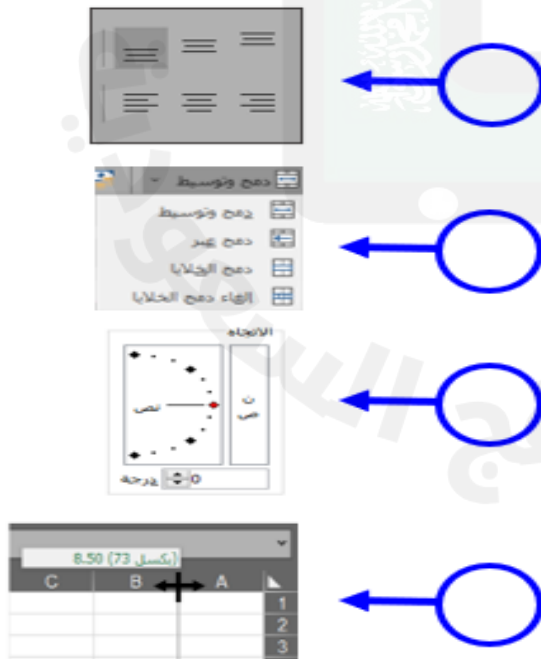 دمج وتوسيط
دمج وتوسيط
دمج عبر
دمج الخلايا
إلغاء دمج الخلايا
الاتجاه
نص
ن
ص
0 درجة
8.50 (73 بكسل)
A B C
1
2
3